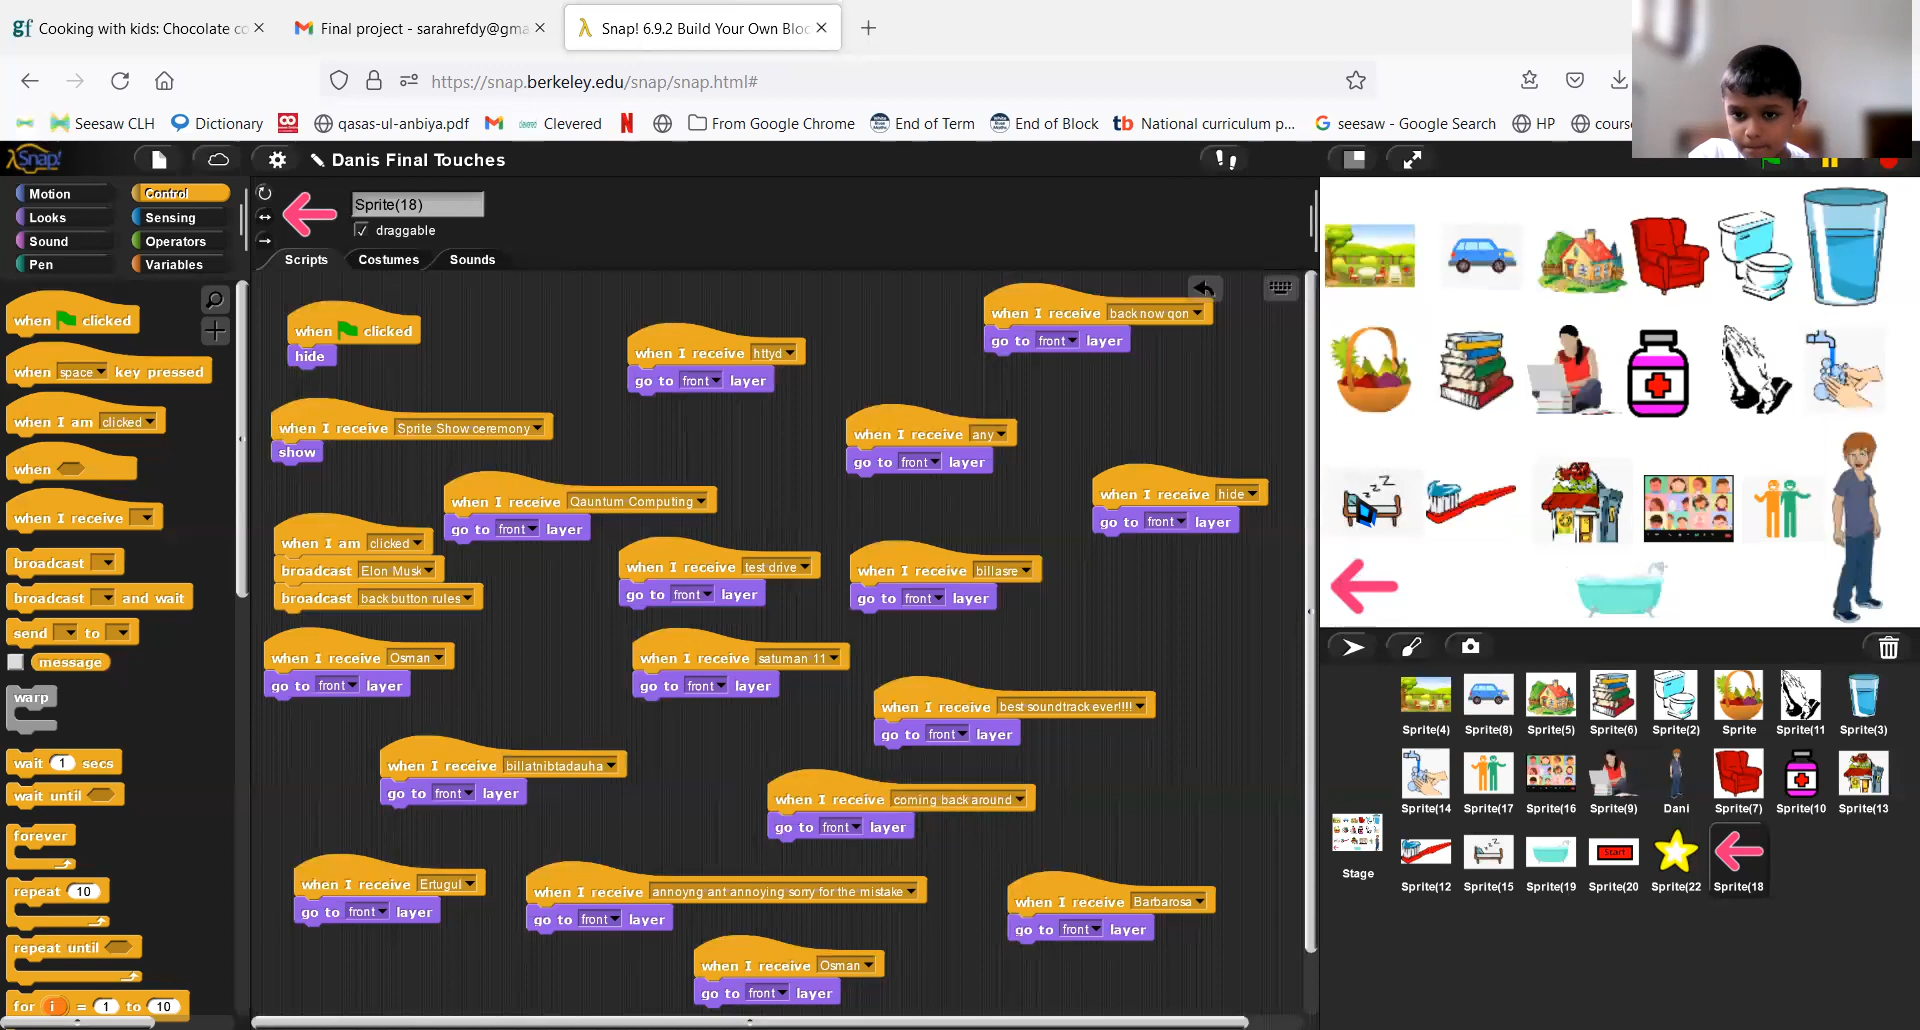 Cooking with kids: Chocolate co
Final project - sarahrefdy@gma
Snap! 6.9.2 Build Your Own Bloc
https://snap.berkeley.edu/snap/snap.html#
Seesaw CLH
Dictionary
qasas-ul-anbiya.pdf
Clevered
From Google Chrome
End of Term
End of Block
National curriculum p...
seesaw - Google Search
HP
cours
Snap!
Danis Final Touches
Motion
Control
Looks
Sensing
Sound
Operators
Pen
Variables
Sprite(18)
draggable
Scripts
Costumes
Sounds
when clicked
when space key pressed
when I am clicked
when
when I receive
broadcast
broadcast and wait
send to
message
warp
wait 1 secs
wait until
forever
repeat 10
repeat until
for i = 1 to 10
when clicked
hide
when I receive httyd
go to front layer
when I receive back now qon
go to front layer
when I receive Sprite Show ceremony
show
when I receive any
go to front layer
when I receive Qauntum Computing
go to front layer
when I receive hide
go to front layer
when I am clicked
broadcast Elon Musk
broadcast back button rules
when I receive test drive
go to front layer
when I receive billasre
go to front layer
when I receive Osman
go to front layer
when I receive satuman 11
go to front layer
when I receive best soundtrack ever!!!!
go to front layer
when I receive billatnibtadauha
go to front layer
when I receive coming back around
go to front layer
when I receive Ertugul
go to front layer
when I receive annoyng ant annoying sorry for the mistake
go to front layer
when I receive Barbarosa
go to front layer
when I receive Osman
go to front layer
Stage
Sprite(4)
Sprite(8)
Sprite(5)
Sprite(6)
Sprite(2)
Sprite
Sprite(11
Sprite(3)
Sprite(14
Sprite(17
Sprite(16
Sprite(9)
Dani
Sprite(7)
Sprite(10
Sprite(13
Start
Sprite(12
Sprite(15
Sprite(19
Sprite(20
Sprite(22
Sprite(18